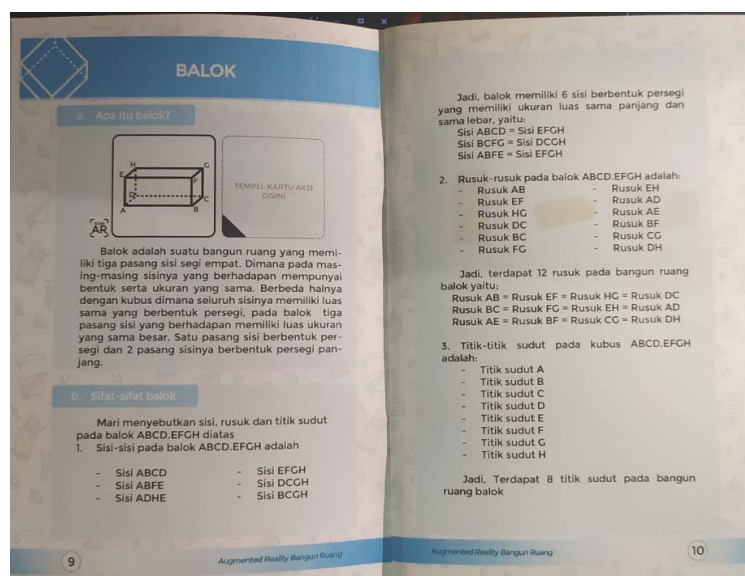 BALOK
a. Apa itu balok?
H
G
E
F
D
C
A
B
TEMPEL KARTU AKSI
DISINI
AR
Balok adalah suatu bangun ruang yang memi-
liki tiga pasang sisi segi empat. Dimana pada mas-
ing-masing sisinya yang berhadapan mempunyai
bentuk serta ukuran yang sama. Berbeda halnya
dengan kubus dimana seluruh sisinya memiliki luas
sama yang berbentuk persegi, pada balok tiga
pasang sisi yang berhadapan memiliki luas ukuran
yang sama besar. Satu pasang sisi berbentuk per-
segi dan 2 pasang sisinya berbentuk persegi pan-
jang.
b. Sifat-sifat balok
Mari menyebutkan sisi, rusuk dan titik sudut
pada balok ABCD.EFGH diatas
1. Sisi-sisi pada balok ABCD.EFGH adalah
- Sisi ABCD
- Sisi ABFE
- Sisi ADHE
- Sisi EFGH
- Sisi DCGH
- Sisi BCGH
9
Augmented Reality Bangun Ruang
Jadi, balok memiliki 6 sisi berbentuk persegi
yang memiliki ukuran luas sama panjang dan
sama lebar, yaitu:
Sisi ABCD = Sisi EFGH
Sisi BCFG = Sisi DCGH
Sisi ABFE = Sisi EFGH
2. Rusuk-rusuk pada balok ABCD.EFGH adalah:
- Rusuk AB
- Rusuk EF
- Rusuk HG
- Rusuk DC
- Rusuk BC
- Rusuk FG
- Rusuk EH
- Rusuk AD
- Rusuk AE
- Rusuk BF
- Rusuk CG
- Rusuk DH
Jadi, terdapat 12 rusuk pada bangun ruang
balok yaitu:
Rusuk AB = Rusuk EF = Rusuk HG = Rusuk DC
Rusuk BC = Rusuk FG = Rusuk EH = Rusuk AD
Rusuk AE = Rusuk BF = Rusuk CG = Rusuk DH
3. Titik-titik sudut pada kubus ABCD.EFGH
adalah:
- Titik sudut A
- Titik sudut B
- Titik sudut C
- Titik sudut D
- Titik sudut E
- Titik sudut F
- Titik sudut G
- Titik sudut H
Jadi, Terdapat 8 titik sudut pada bangun
ruang balok
Augmented Reality Bangun Ruang
10